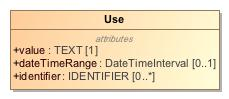 Use
attributes
+value : TEXT [1]
+dateTimeRange : DateTimeInterval [0..1]
+identifier : IDENTIFIER [0..*]